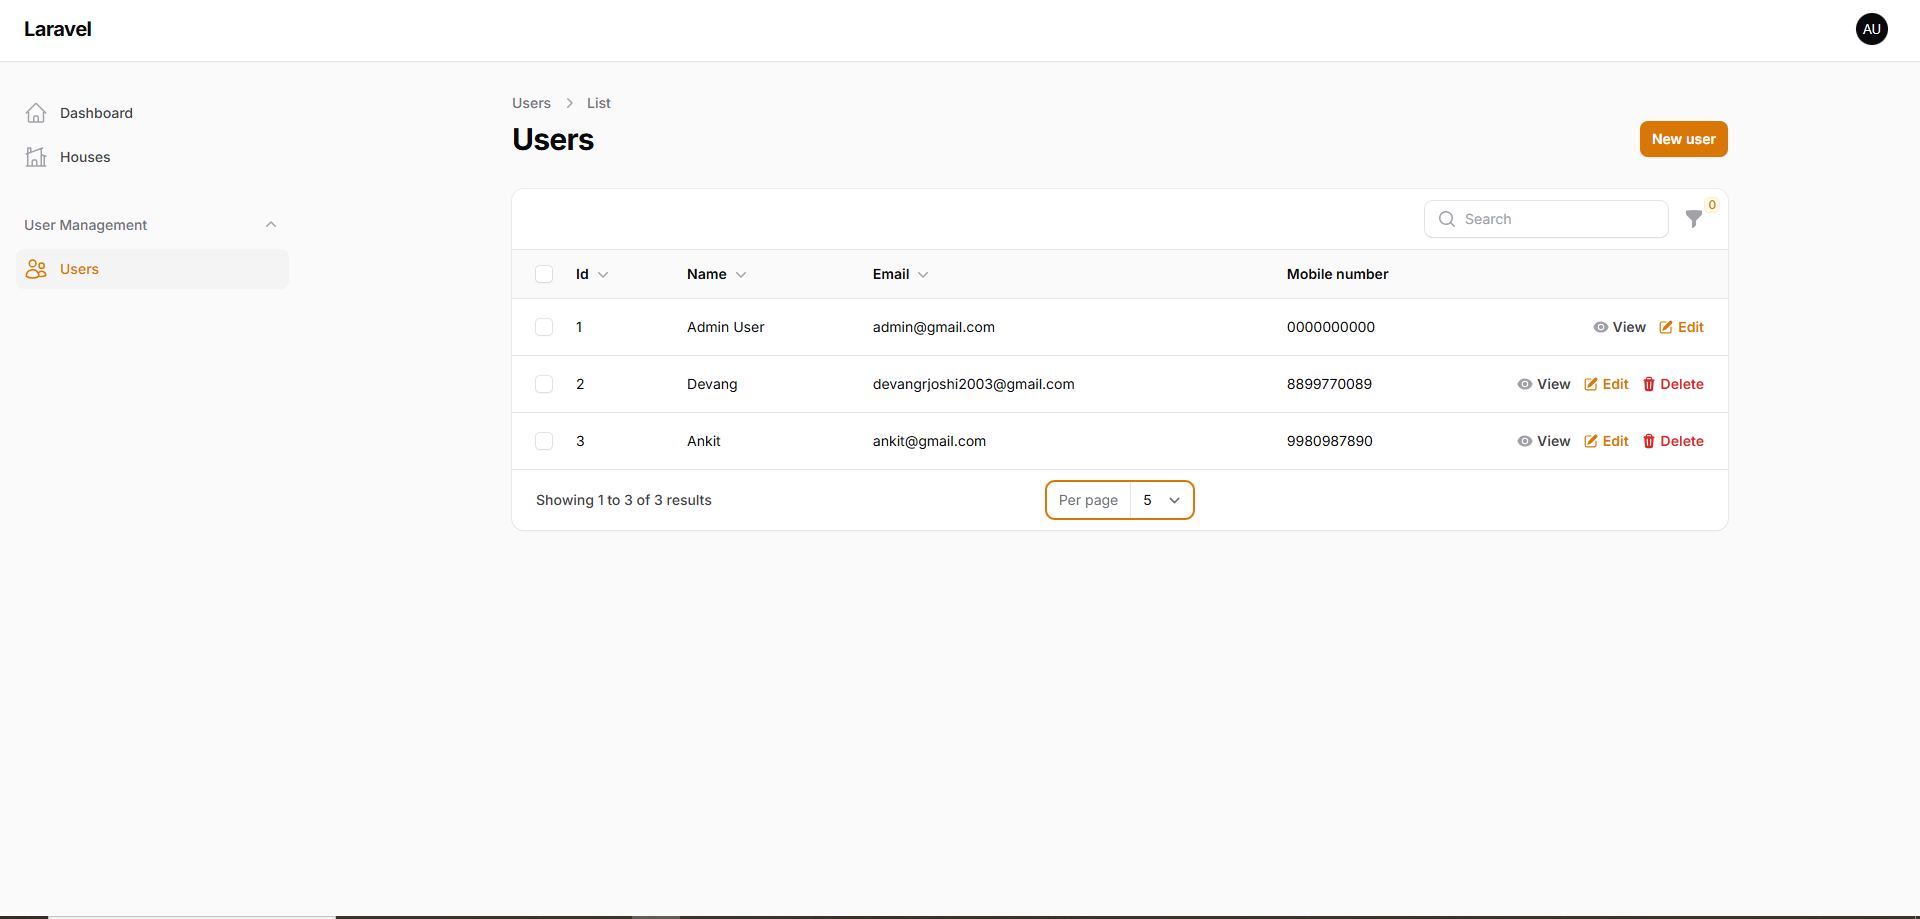 Laravel
AU
Dashboard
Houses
User Management
Users
Users > List
Users
New user
Search
0
Id Name Email Mobile number
1 Admin User admin@gmail.com 0000000000 View Edit
2 Devang devangrjoshi2003@gmail.com 8899770089 View Edit Delete
3 Ankit ankit@gmail.com 9980987890 View Edit Delete
Showing 1 to 3 of 3 results Per page 5